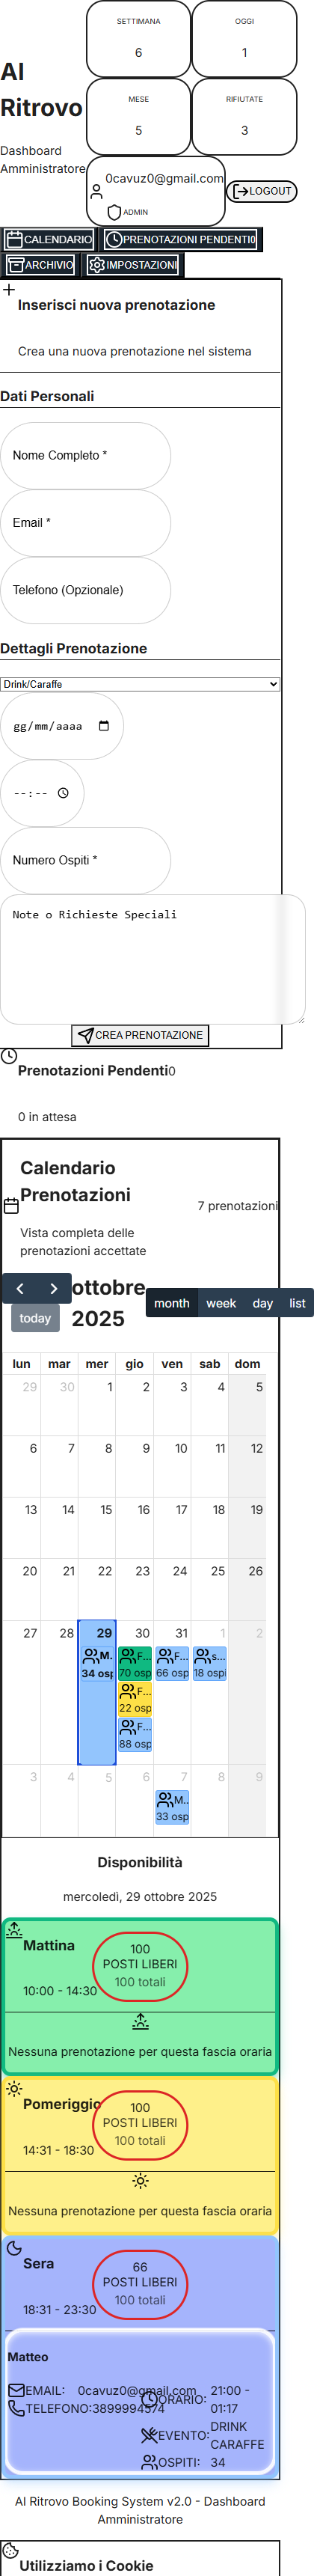 Al Ritrovo
Dashboard Amministratore
SETTIMANA
6
OGGI
1
MESE
5
RIFIUTATE
3
0cavuz0@gmail.com
ADMIN
LOGOUT
CALENDARIO
PRENOTAZIONI PENDENTI0
ARCHIVIO
IMPOSTAZIONI
Inserisci nuova prenotazione
Crea una nuova prenotazione nel sistema
Dati Personali
Nome Completo *
Email *
Telefono (Opzionale)
Dettagli Prenotazione
Drink/Caraffe
gg/mm/aaaa
--:--
Numero Ospiti *
Note o Richieste Speciali
CREA PRENOTAZIONE
Prenotazioni Pendenti0
0 in attesa
Calendario
Prenotazioni
7 prenotazioni
Vista completa delle
prenotazioni accettate
ottobre
2025
today
month week day list
lun mar mer gio ven sab dom
29 30 1 2 3 4 5
6 7 8 9 10 11 12
13 14 15 16 17 18 19
20 21 22 23 24 25 26
27 28 29 30 31 1 2
M... F... F... s...
34 osp 70 osp 66 osp 18 ospi
F...
22 osp
F...
88 osp
3 4 5 6 7 8 9
M...
33 osp
Disponibilità
mercoledì, 29 ottobre 2025
Mattina
10:00 - 14:30
100
POSTI LIBERI
100 totali
Nessuna prenotazione per questa fascia oraria
Pomeriggio
14:31 - 18:30
100
POSTI LIBERI
100 totali
Nessuna prenotazione per questa fascia oraria
Sera
18:31 - 23:30
66
POSTI LIBERI
100 totali
Matteo
EMAIL: 0cavuz0@gmail.com
TELEFONO:3899994574
ORARIO: 21:00 - 01:17
EVENTO: DRINK CARAFFE
OSPITI: 34
Al Ritrovo Booking System v2.0 - Dashboard
Amministratore
Utilizziamo i Cookie